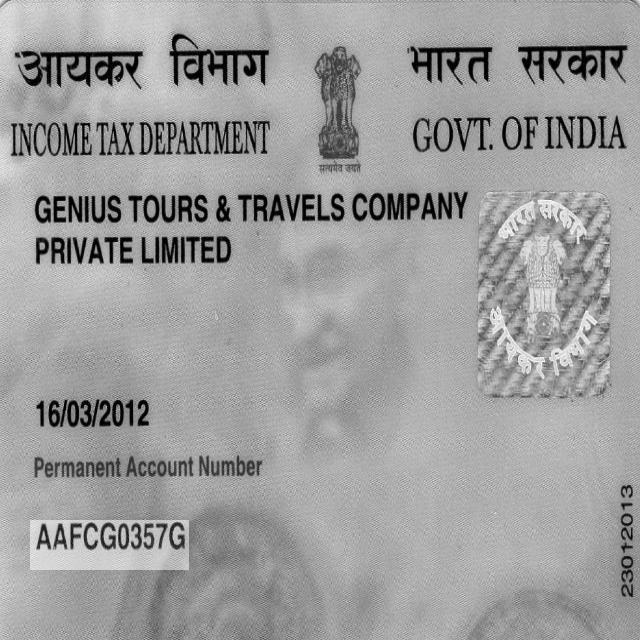 आयकर विभाग
भारत सरकार
INCOME TAX DEPARTMENT
GOVT. OF INDIA
सत्यमेव जयते
GENIUS TOURS & TRAVELS COMPANY
PRIVATE LIMITED
भारत सरकार
आयकर विभाग
16/03/2012
Permanent Account Number
AAFCG0357G
23012013